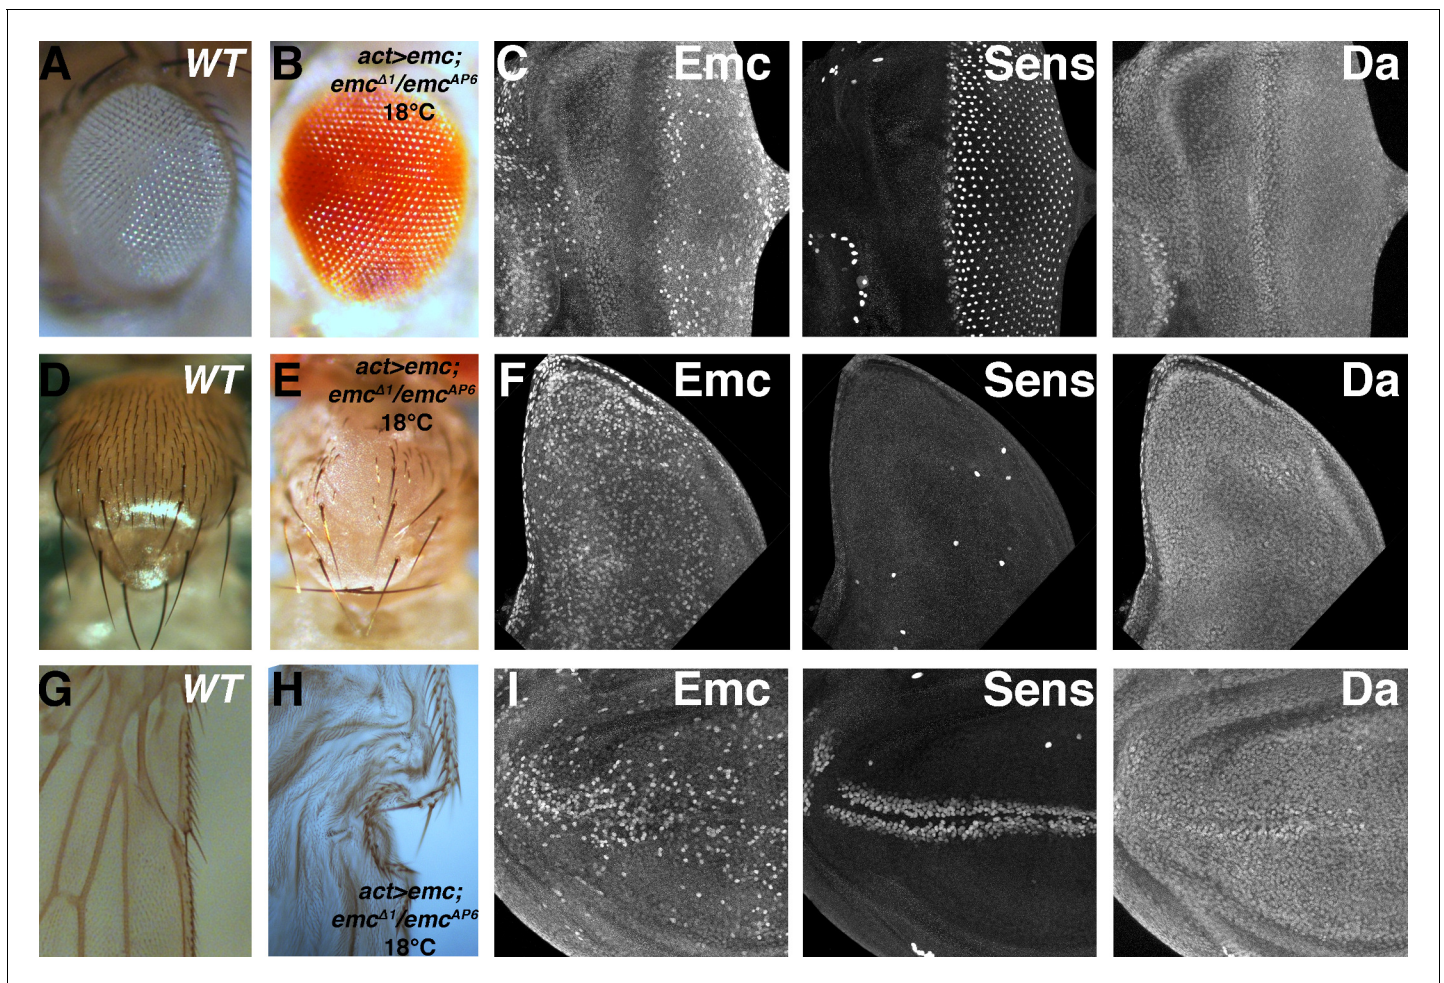 A WT
B act>emc;
emcΔ1/emcAP6
18°C
C Emc
Sens
Da
D WT
E act>emc;
emcΔ1/emcAP6
18°C
F Emc
Sens
Da
G WT
H
act>emc;
emcΔ1/emcAP6
18°C
I Emc
Sens
Da